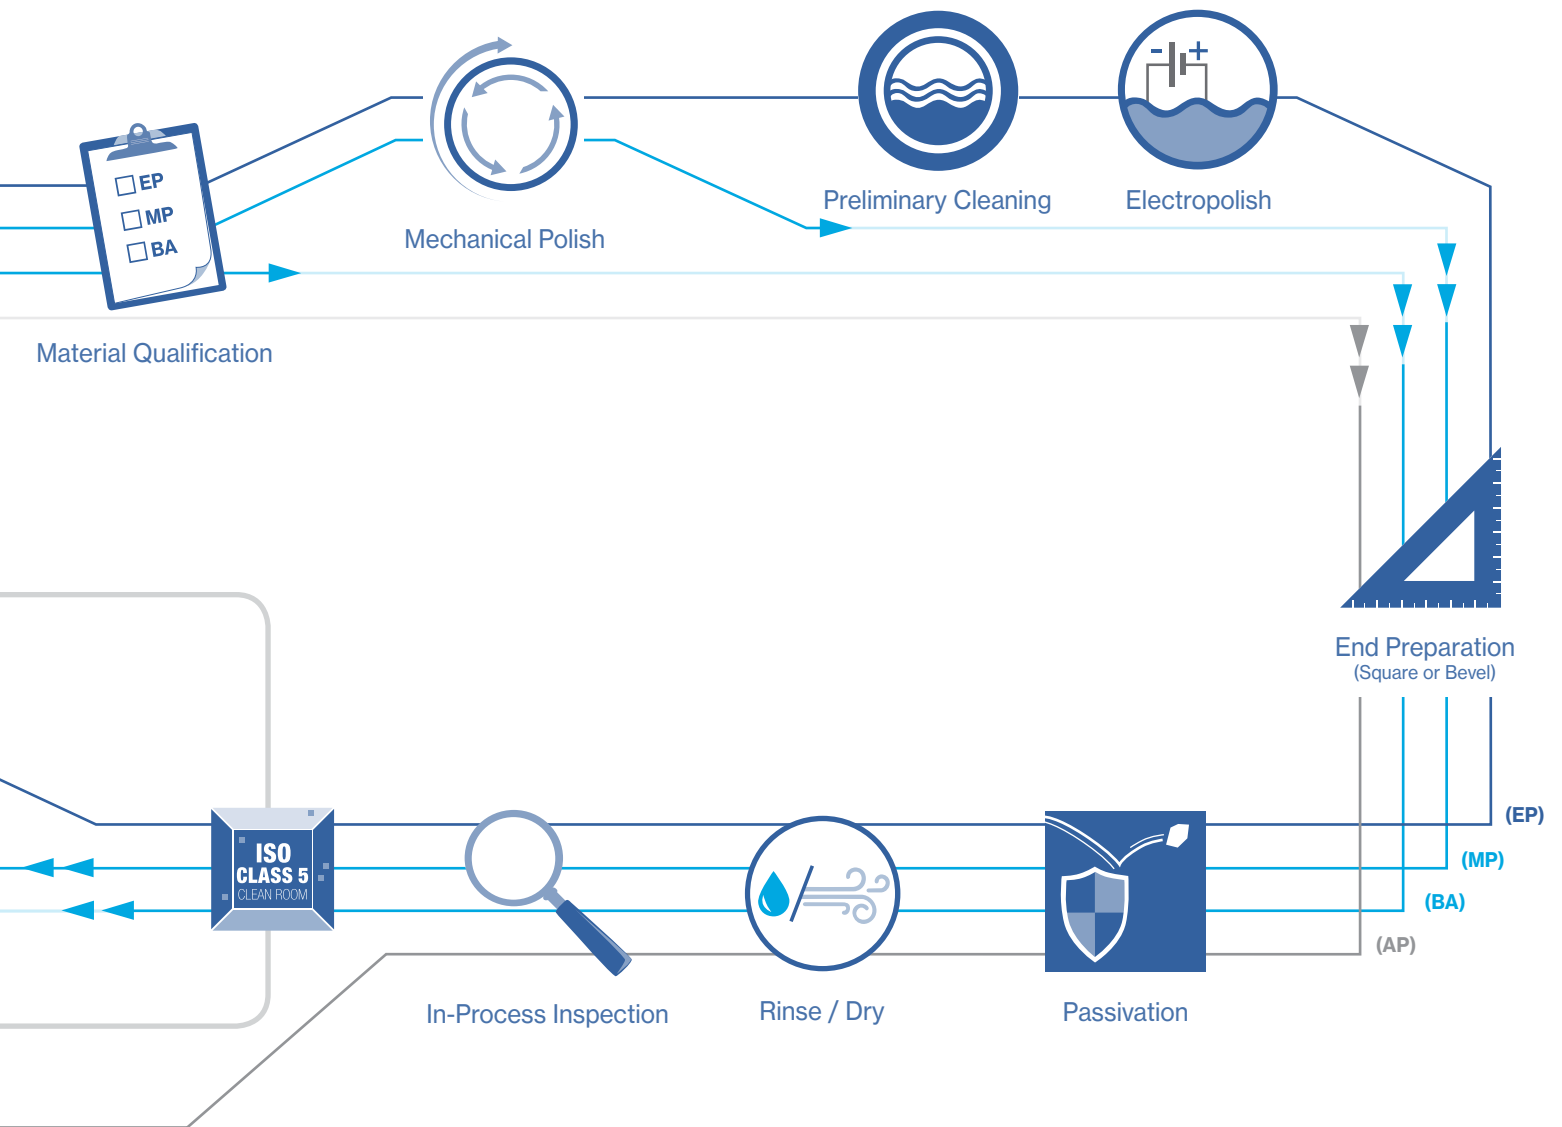 - +
EP
MP
BA
Preliminary Cleaning
Electropolish
Mechanical Polish
Material Qualification
End Preparation
(Square or Bevel)
(EP)
(MP)
(BA)
(AP)
ISO
CLASS 5
CLEAN ROOM
In-Process Inspection
Rinse / Dry
Passivation